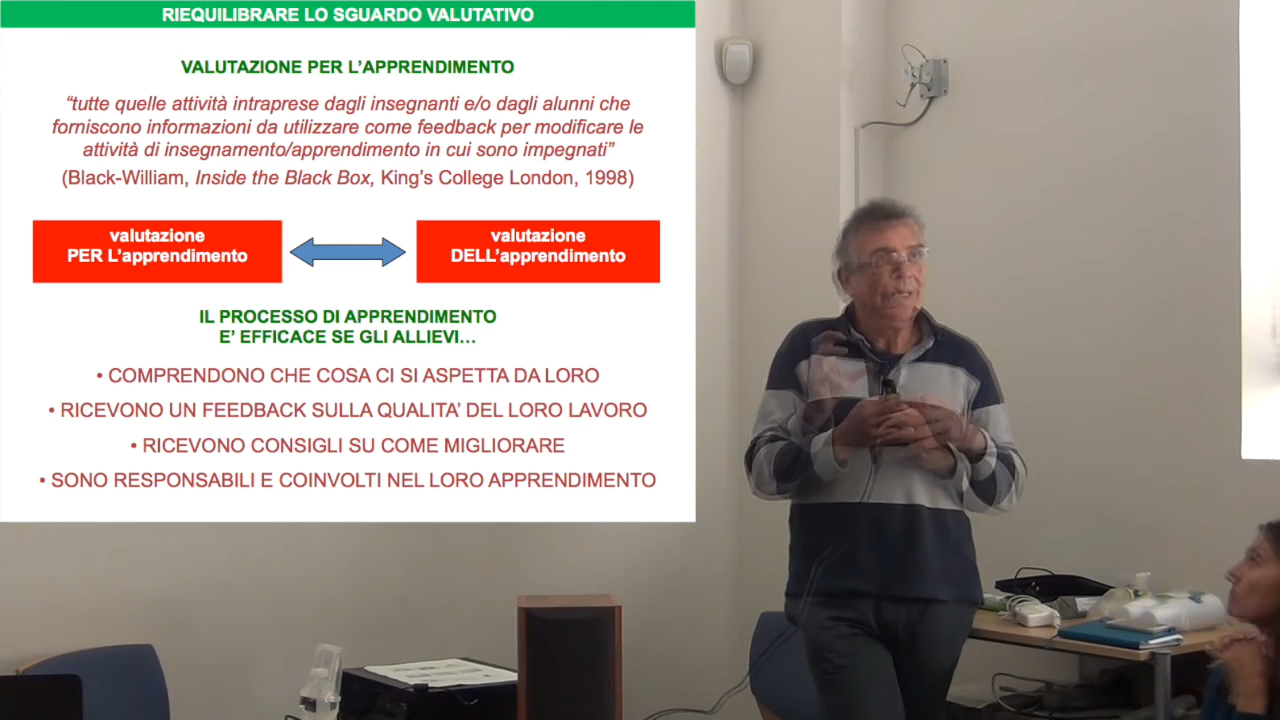 RIEQUILIBRARE LO SGUARDO VALUTATIVO
VALUTAZIONE PER L’APPRENDIMENTO
“tutte quelle attività intraprese dagli insegnanti e/o dagli alunni che
forniscono informazioni da utilizzare come feedback per modificare le
attività di insegnamento/apprendimento in cui sono impegnati”
(Black-William, Inside the Black Box, King’s College London, 1998)
valutazione
PER L’apprendimento
valutazione
DELL’apprendimento
IL PROCESSO DI APPRENDIMENTO
E’ EFFICACE SE GLI ALLIEVI…
• COMPRENDONO CHE COSA CI SI ASPETTA DA LORO
• RICEVONO UN FEEDBACK SULLA QUALITA’ DEL LORO LAVORO
• RICEVONO CONSIGLI SU COME MIGLIORARE
• SONO RESPONSABILI E COINVOLTI NEL LORO APPRENDIMENTO